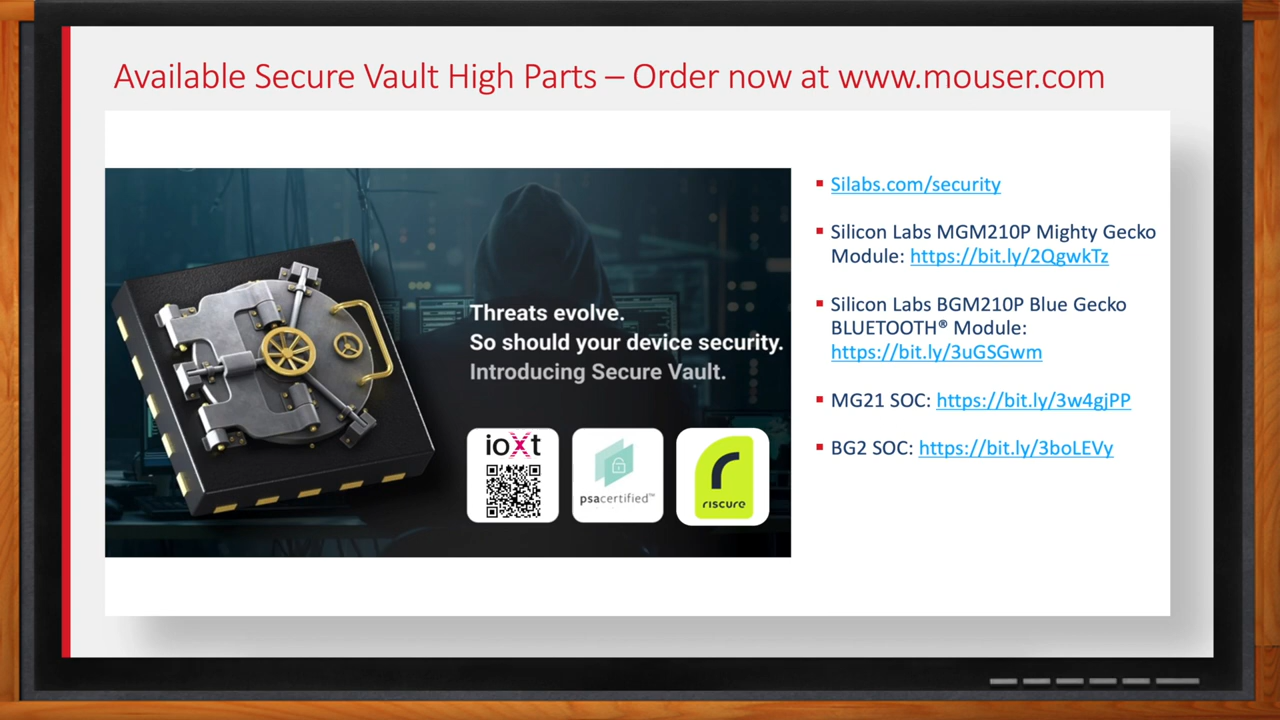 Available Secure Vault High Parts – Order now at www.mouser.com
Threats evolve.
So should your device security.
Introducing Secure Vault.
ioXt
psacertified™
riscure
Silabs.com/security
Silicon Labs MGM210P Mighty Gecko
Module: https://bit.ly/2QgwkTz
Silicon Labs BGM210P Blue Gecko
BLUETOOTH® Module:
https://bit.ly/3uGSGwm
MG21 SOC: https://bit.ly/3w4gjPP
BG2 SOC: https://bit.ly/3boLEVy